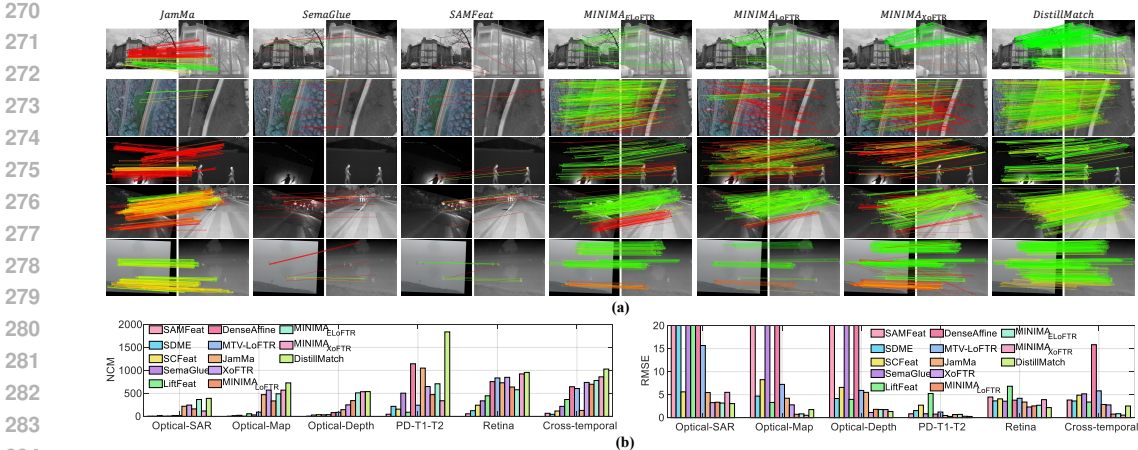 270
271
272
273
274
275
276
277
278
279
280
281
282
283
JamMa SemaGlue SAMFeat MINIMA_ELoFTR MINIMA_LoFTR MINIMA_XoFTR DistillMatch
(a)
NCM
2000
1500
1000
500
0
SAMFeat DenseAffine MINIMA_ELoFTR
SDME MTV-LoFTR MINIMA_XoFTR
SCFeat JamMa DistillMatch
SemaGlue XoFTR
LiftFeat MINIMA_LoFTR
Optical-SAR Optical-Map Optical-Depth PD-T1-T2 Retina Cross-temporal
RMSE
20
16
12
8
4
0
SAMFeat DenseAffine MINIMA_ELoFTR
SDME MTV-LoFTR MINIMA_XoFTR
SCFeat JamMa DistillMatch
SemaGlue XoFTR
LiftFeat MINIMA_LoFTR
Optical-SAR Optical-Map Optical-Depth PD-T1-T2 Retina Cross-temporal
(b)